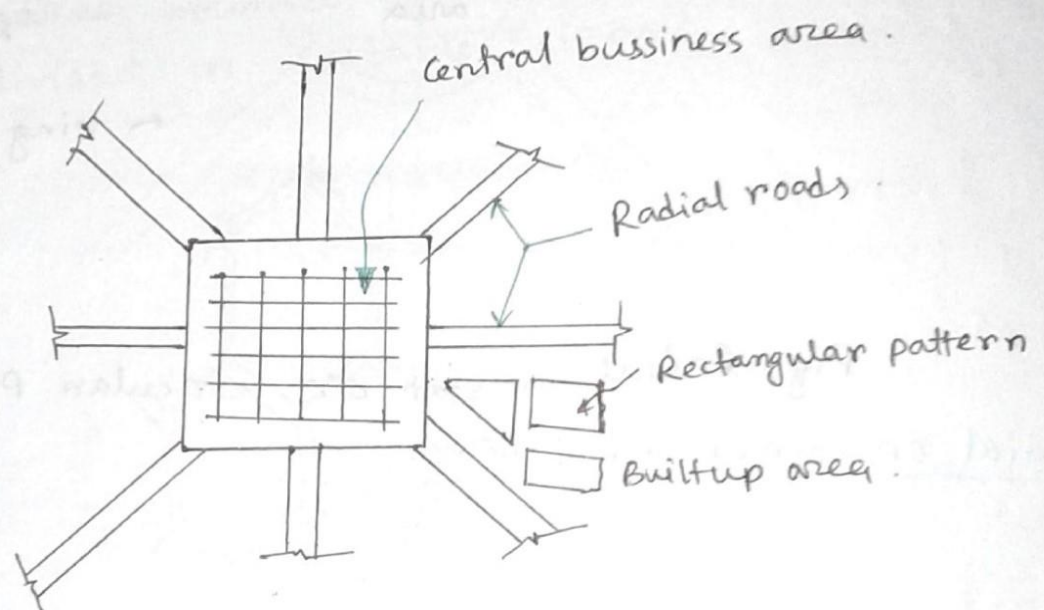 Central bussiness area.
Radial roads
Rectangular pattern
Builtup area.